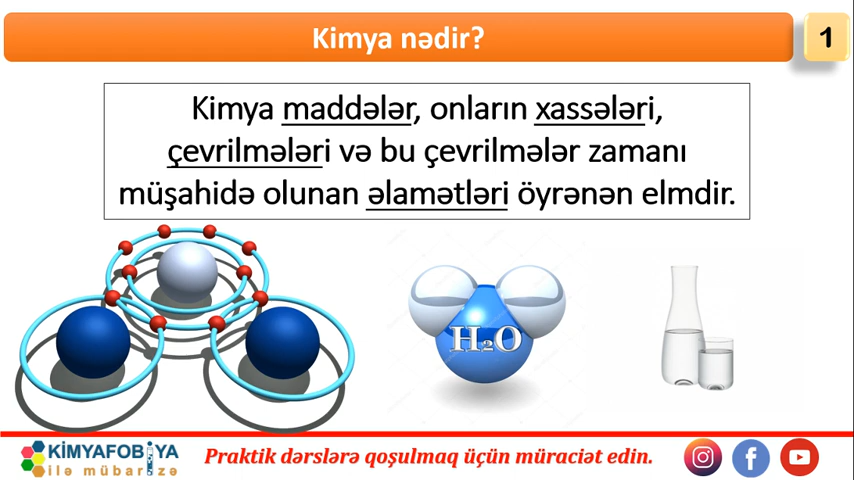 Kimya nədir?
1
Kimya maddələr, onların xassələri,
çevrilmələri və bu çevrilmələr zamanı
müşahidə olunan əlamətləri öyrənən elmdir.
H₂O
KİMYAFOBİYA
ilə mübarizə
Praktik dərslərə qoşulmaq üçün müraciət edin.